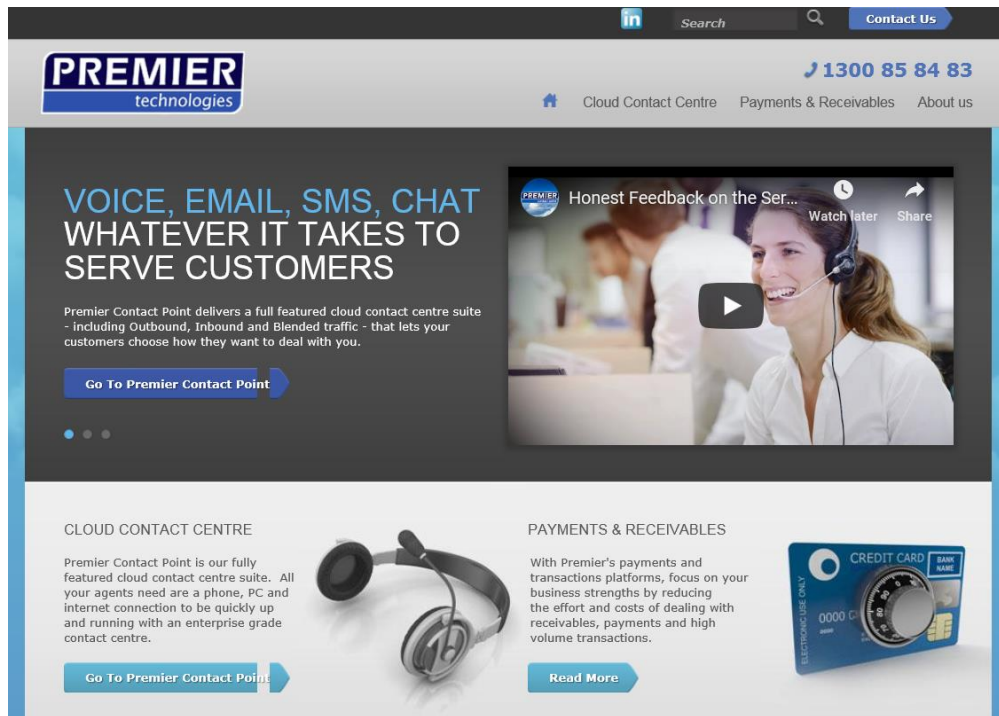 in
Search
Contact Us
PREMIER
technologies
1300 85 84 83
Cloud Contact Centre
Payments & Receivables
About us
VOICE, EMAIL, SMS, CHAT
WHATEVER IT TAKES TO
SERVE CUSTOMERS
Premier Contact Point delivers a full featured cloud contact centre suite
- including Outbound, Inbound and Blended traffic - that lets your
customers choose how they want to deal with you.
Go To Premier Contact Point
PREMIER
Honest Feedback on the Ser...
Watch later
Share
CLOUD CONTACT CENTRE
Premier Contact Point is our fully
featured cloud contact centre suite. All
your agents need are a phone, PC and
internet connection to be quickly up
and running with an enterprise grade
contact centre.
Go To Premier Contact Point
PAYMENTS & RECEIVABLES
With Premier's payments and
transactions platforms, focus on your
business strengths by reducing
the effort and costs of dealing with
receivables, payments and high
volume transactions.
Read More
CREDIT CARD
BANK
NAME
ELECTRONIC USE ONLY
0000